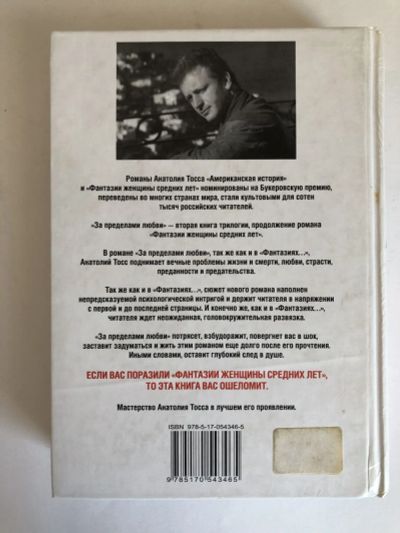 Романы Анатолия Тосса «Американская история»
и «Фантазии женщины средних лет» номинированы на Букеровскую премию,
переведены во многих странах мира, стали культовыми для сотен
тысяч российских читателей.
«За пределами любви» — вторая книга трилогии, продолжение романа
«Фантазии женщины средних лет».
В романе «За пределами любви», так же как и в «Фантазиях...»,
Анатолий Тосс поднимает вечные проблемы жизни и смерти, любви, страсти,
преданности и предательства.
Так же как и в «Фантазиях...», сюжет нового романа наполнен
непредсказуемой психологической интригой и держит читателя в напряжении
с первой и до последней страницы. И конечно же, как и в «Фантазиях...»,
читателя ждет неожиданная, головокружительная развязка.
«За пределами любви» потрясет, взбудоражит, повергнет вас в шок,
заставит задуматься и жить этим романом еще долго после его прочтения.
Иными словами, оставит глубокий след в душе.
ЕСЛИ ВАС ПОРАЗИЛИ «ФАНТАЗИИ ЖЕНЩИНЫ СРЕДНИХ ЛЕТ»,
ТО ЭТА КНИГА ВАС ОШЕЛОМИТ.
Мастерство Анатолия Тосса в лучшем его проявлении.
ISBN 978-5-17-054346-5
9 785170 543465